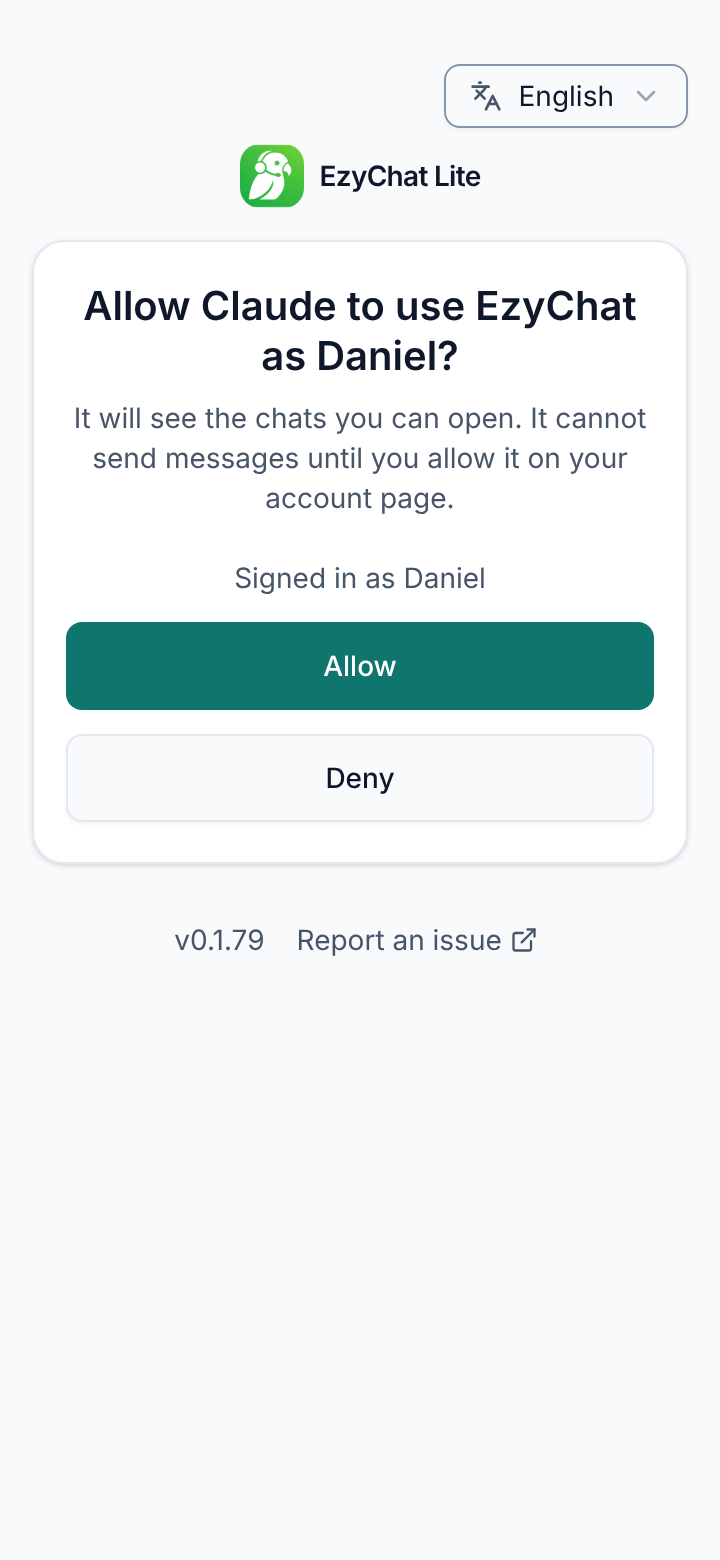 English
EzyChat Lite
Allow Claude to use EzyChat
as Daniel?
It will see the chats you can open. It cannot
send messages until you allow it on your
account page.
Signed in as Daniel
Allow
Deny
v0.1.79 Report an issue